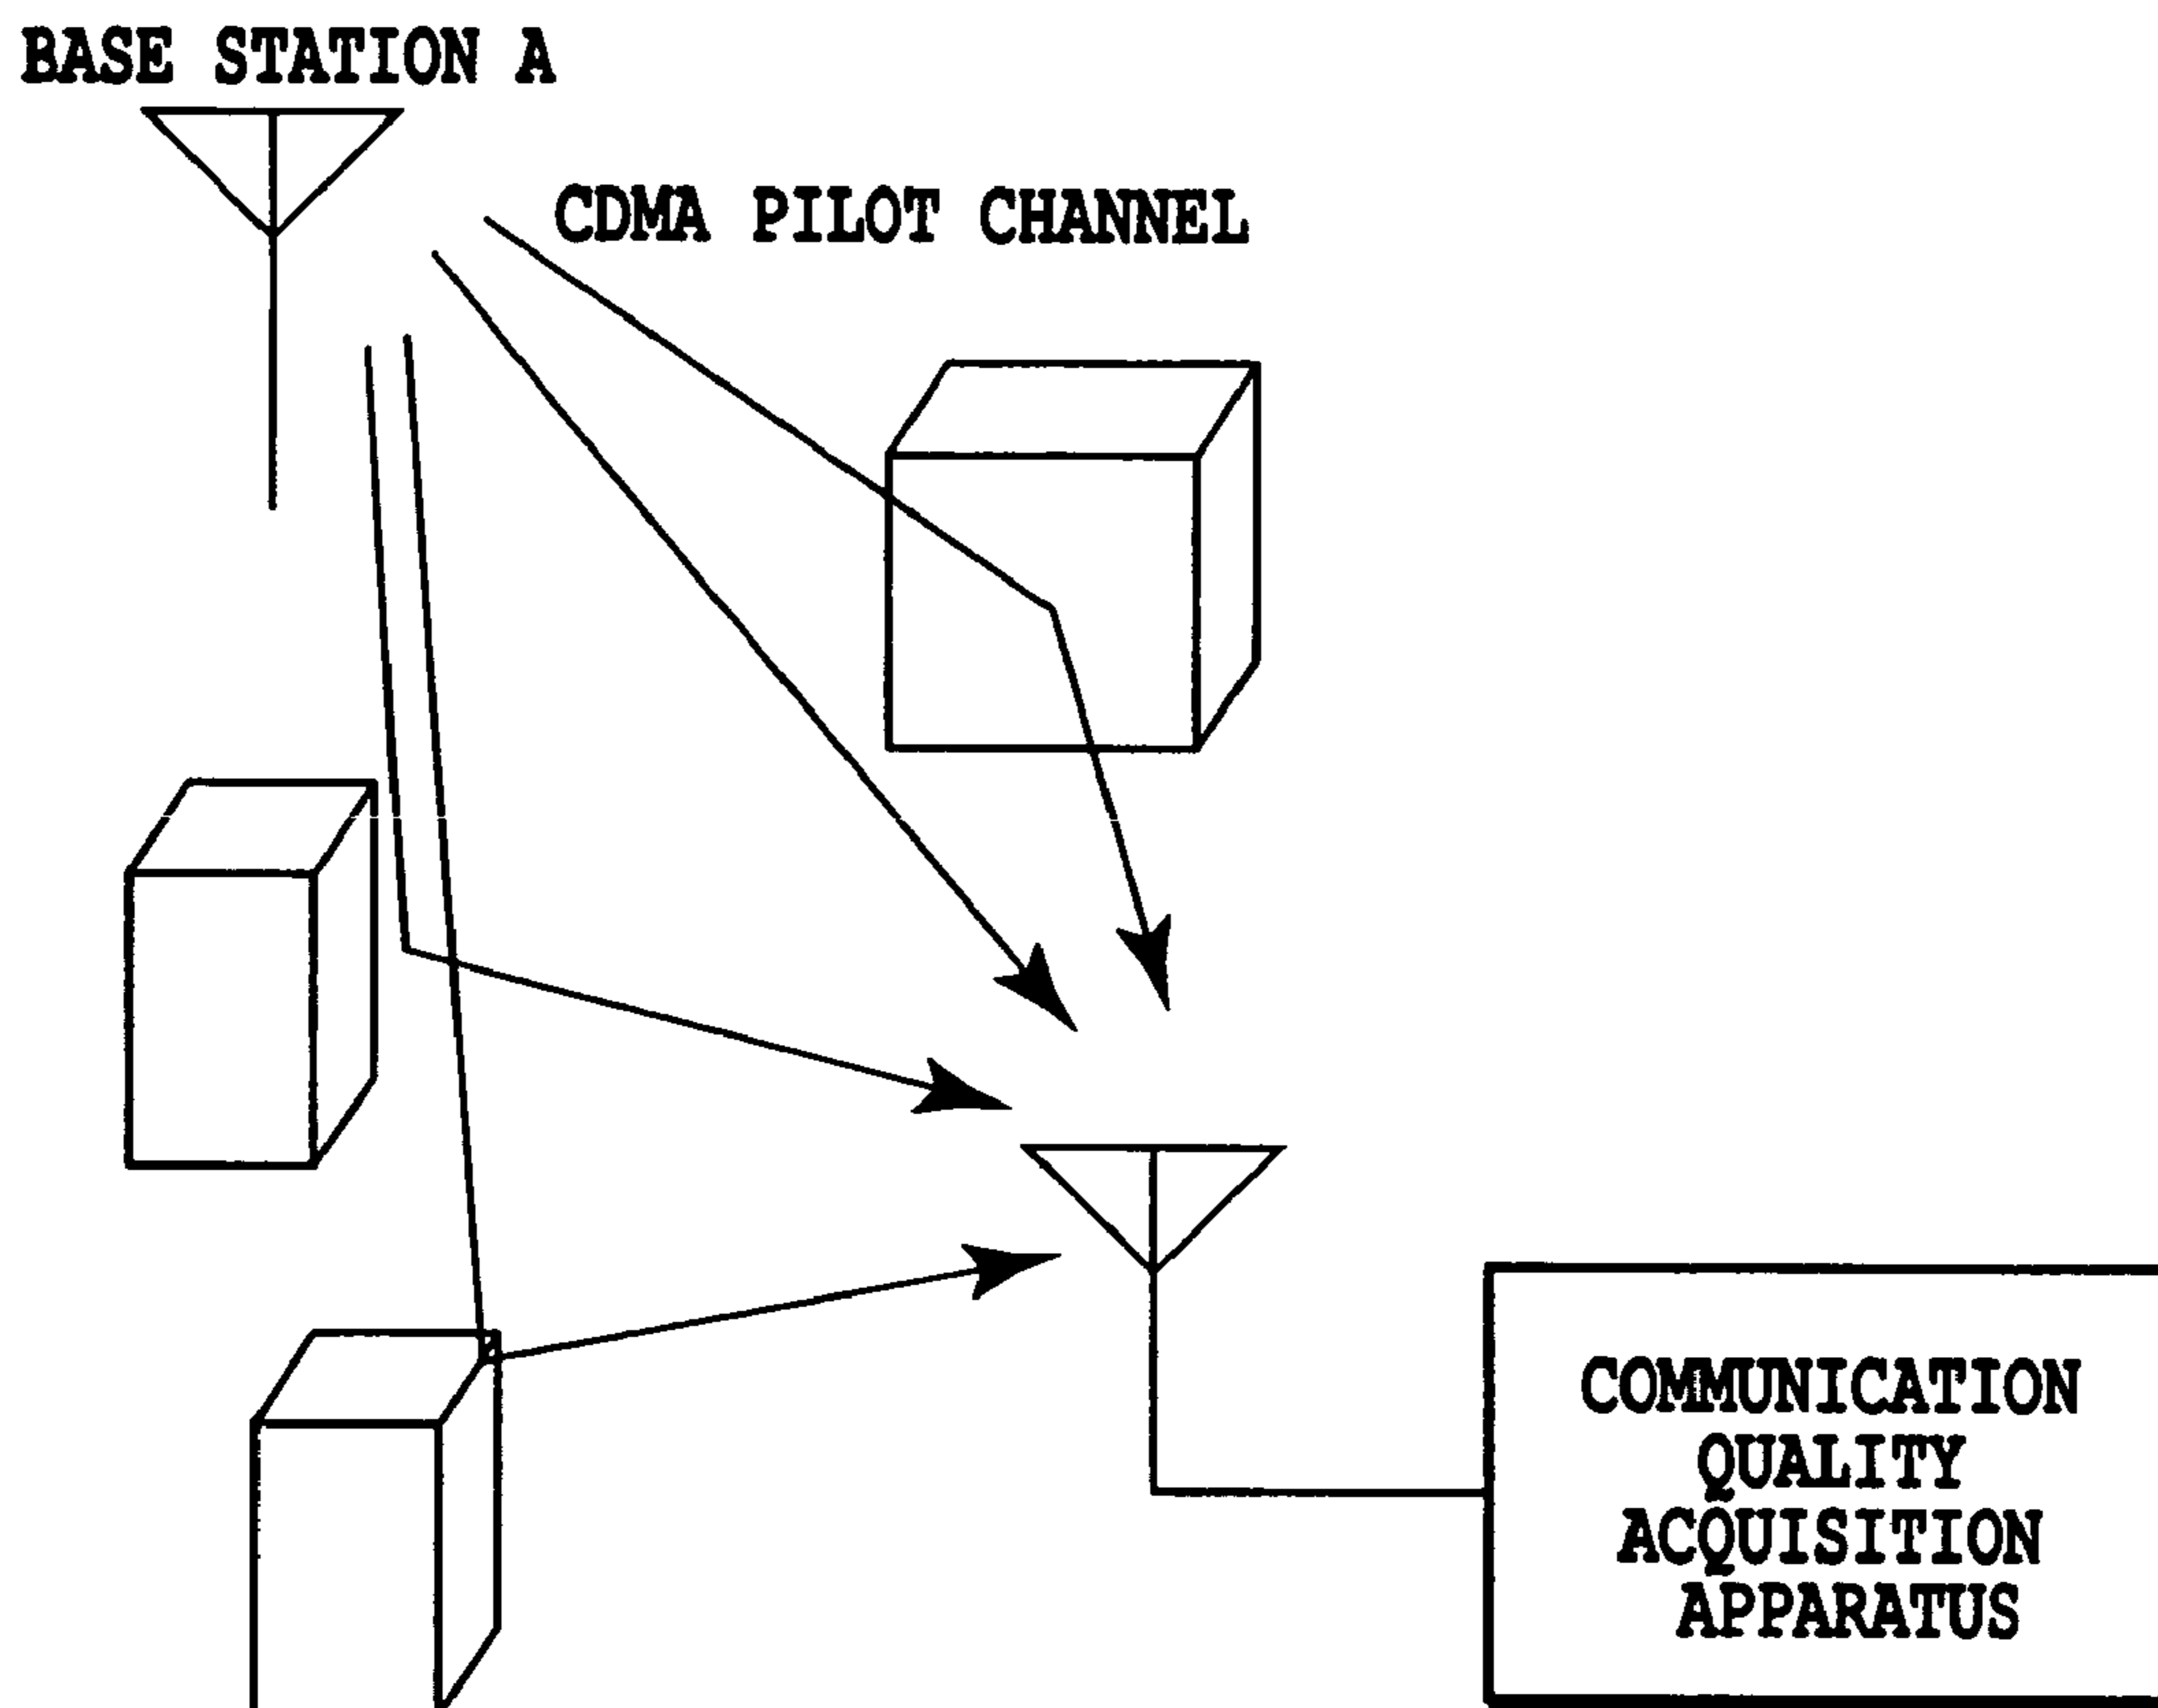 BASE STATION A
CDMA PILOT CHANNEL
COMMUNICATION
QUALITY
ACQUISITION
APPARATUS